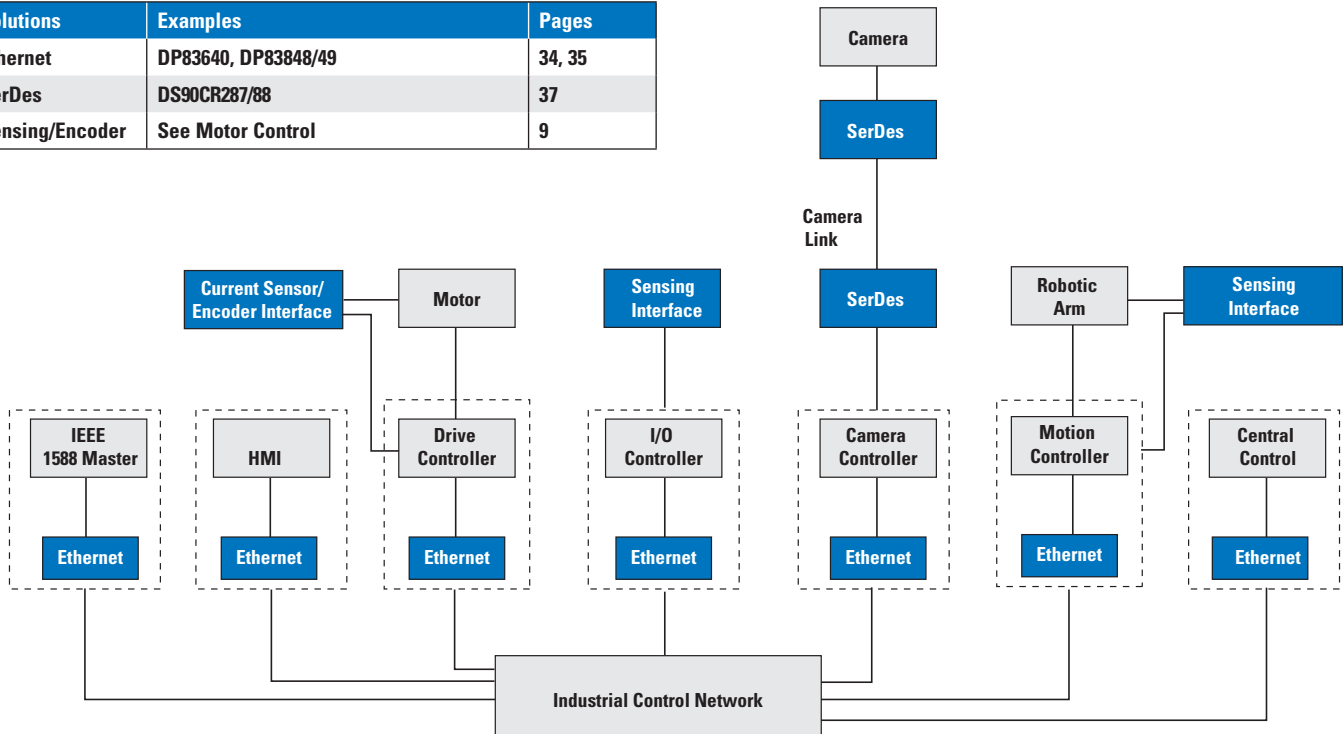 olutions Examples Pages
hernet DP83640, DP83848/49 34, 35
erDes DS90CR287/88 37
ensing/Encoder See Motor Control 9
Camera
SerDes
Camera
Link
Current Sensor/
Encoder Interface
Motor
Sensing
Interface
SerDes
Robotic
Arm
Sensing
Interface
IEEE
1588 Master
HMI
Drive
Controller
I/O
Controller
Camera
Controller
Motion
Controller
Central
Control
Ethernet
Ethernet
Ethernet
Ethernet
Ethernet
Ethernet
Ethernet
Industrial Control Network